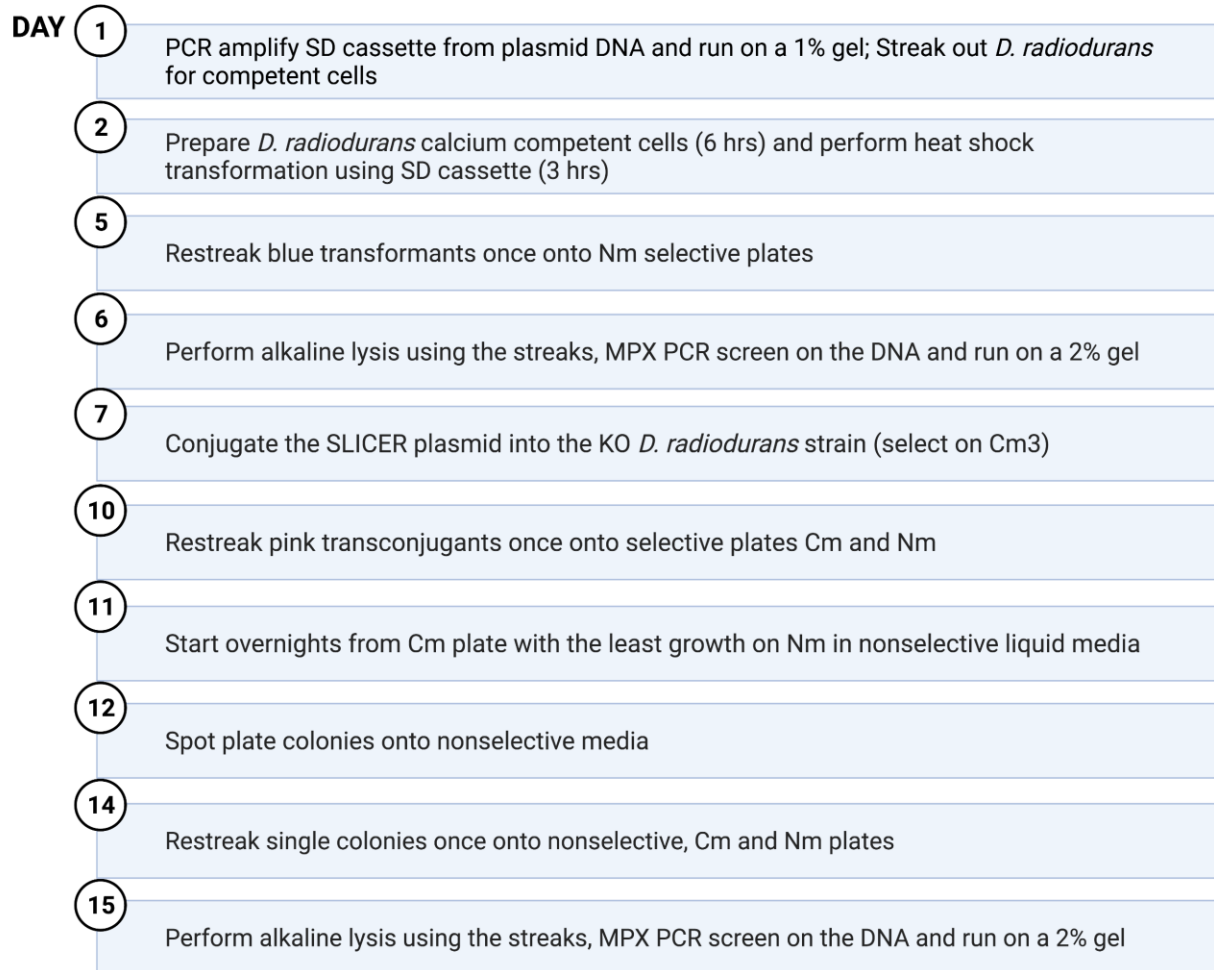 DAY 1
PCR amplify SD cassette from plasmid DNA and run on a 1% gel; Streak out D. radiodurans
for competent cells
2
Prepare D. radiodurans calcium competent cells (6 hrs) and perform heat shock
transformation using SD cassette (3 hrs)
5
Restreak blue transformants once onto Nm selective plates
6
Perform alkaline lysis using the streaks, MPX PCR screen on the DNA and run on a 2% gel
7
Conjugate the SLICER plasmid into the KO D. radiodurans strain (select on Cm3)
10
Restreak pink transconjugants once onto selective plates Cm and Nm
11
Start overnights from Cm plate with the least growth on Nm in nonselective liquid media
12
Spot plate colonies onto nonselective media
14
Restreak single colonies once onto nonselective, Cm and Nm plates
15
Perform alkaline lysis using the streaks, MPX PCR screen on the DNA and run on a 2% gel